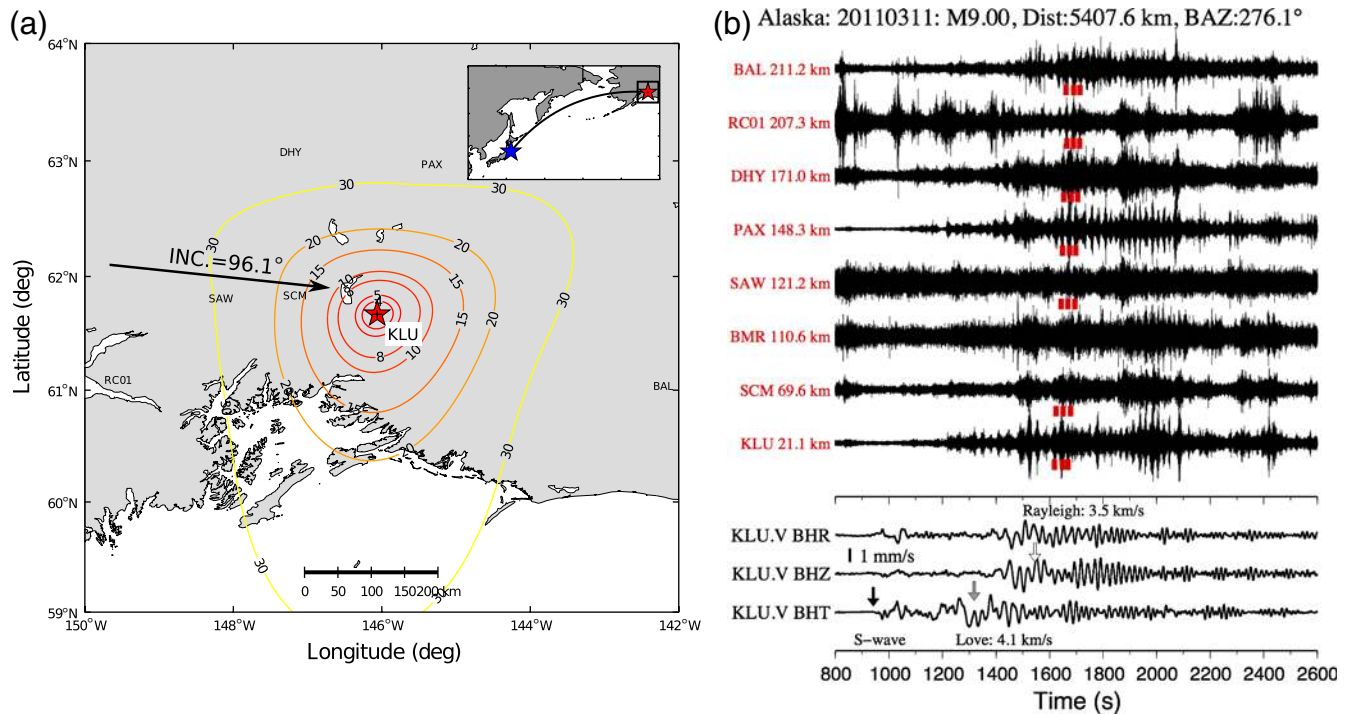 (a)
64°N
63°N
62°N
61°N
60°N
59°N
150°W
148°W
146°W
144°W
142°W
Latitude (deg)
Longitude (deg)
DHY
PAX
30
30
30
20
20
15
15
10
INC.=96.1°
SAW
SCM
5
KLU
30
15
20
8
10
RC01
BAL
20
30
30
0
50
100
150
200 km
(b)
Alaska: 20110311: M9.00, Dist:5407.6 km, BAZ:276.1°
BAL 211.2 km
RC01 207.3 km
DHY 171.0 km
PAX 148.3 km
SAW 121.2 km
BMR 110.6 km
SCM 69.6 km
KLU 21.1 km
Rayleigh: 3.5 km/s
KLU.V BHR
1 mm/s
KLU.V BHZ
KLU.V BHT
S-wave
Love: 4.1 km/s
800 1000 1200 1400 1600 1800 2000 2200 2400 2600
Time (s)